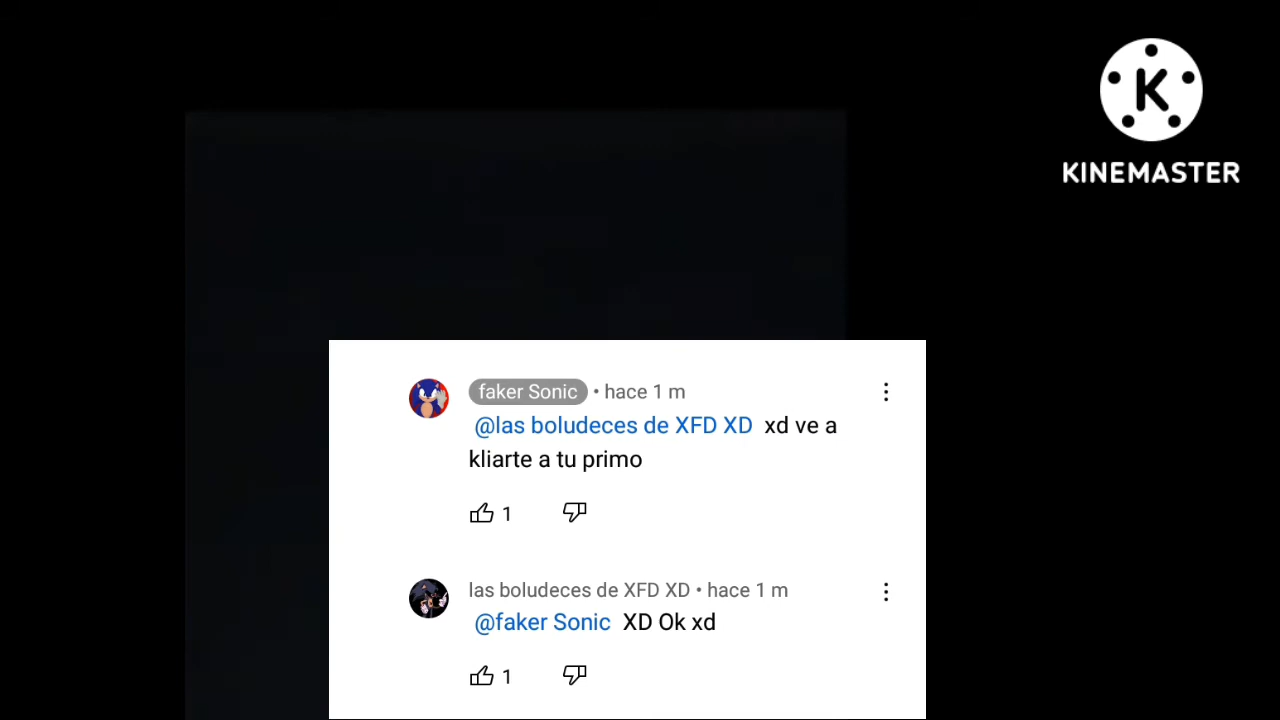 K
KINEMASTER
faker Sonic • hace 1 m
@las boludeces de XFD XD xd ve a
kliarte a tu primo
1
las boludeces de XFD XD • hace 1 m
@faker Sonic XD Ok xd
1